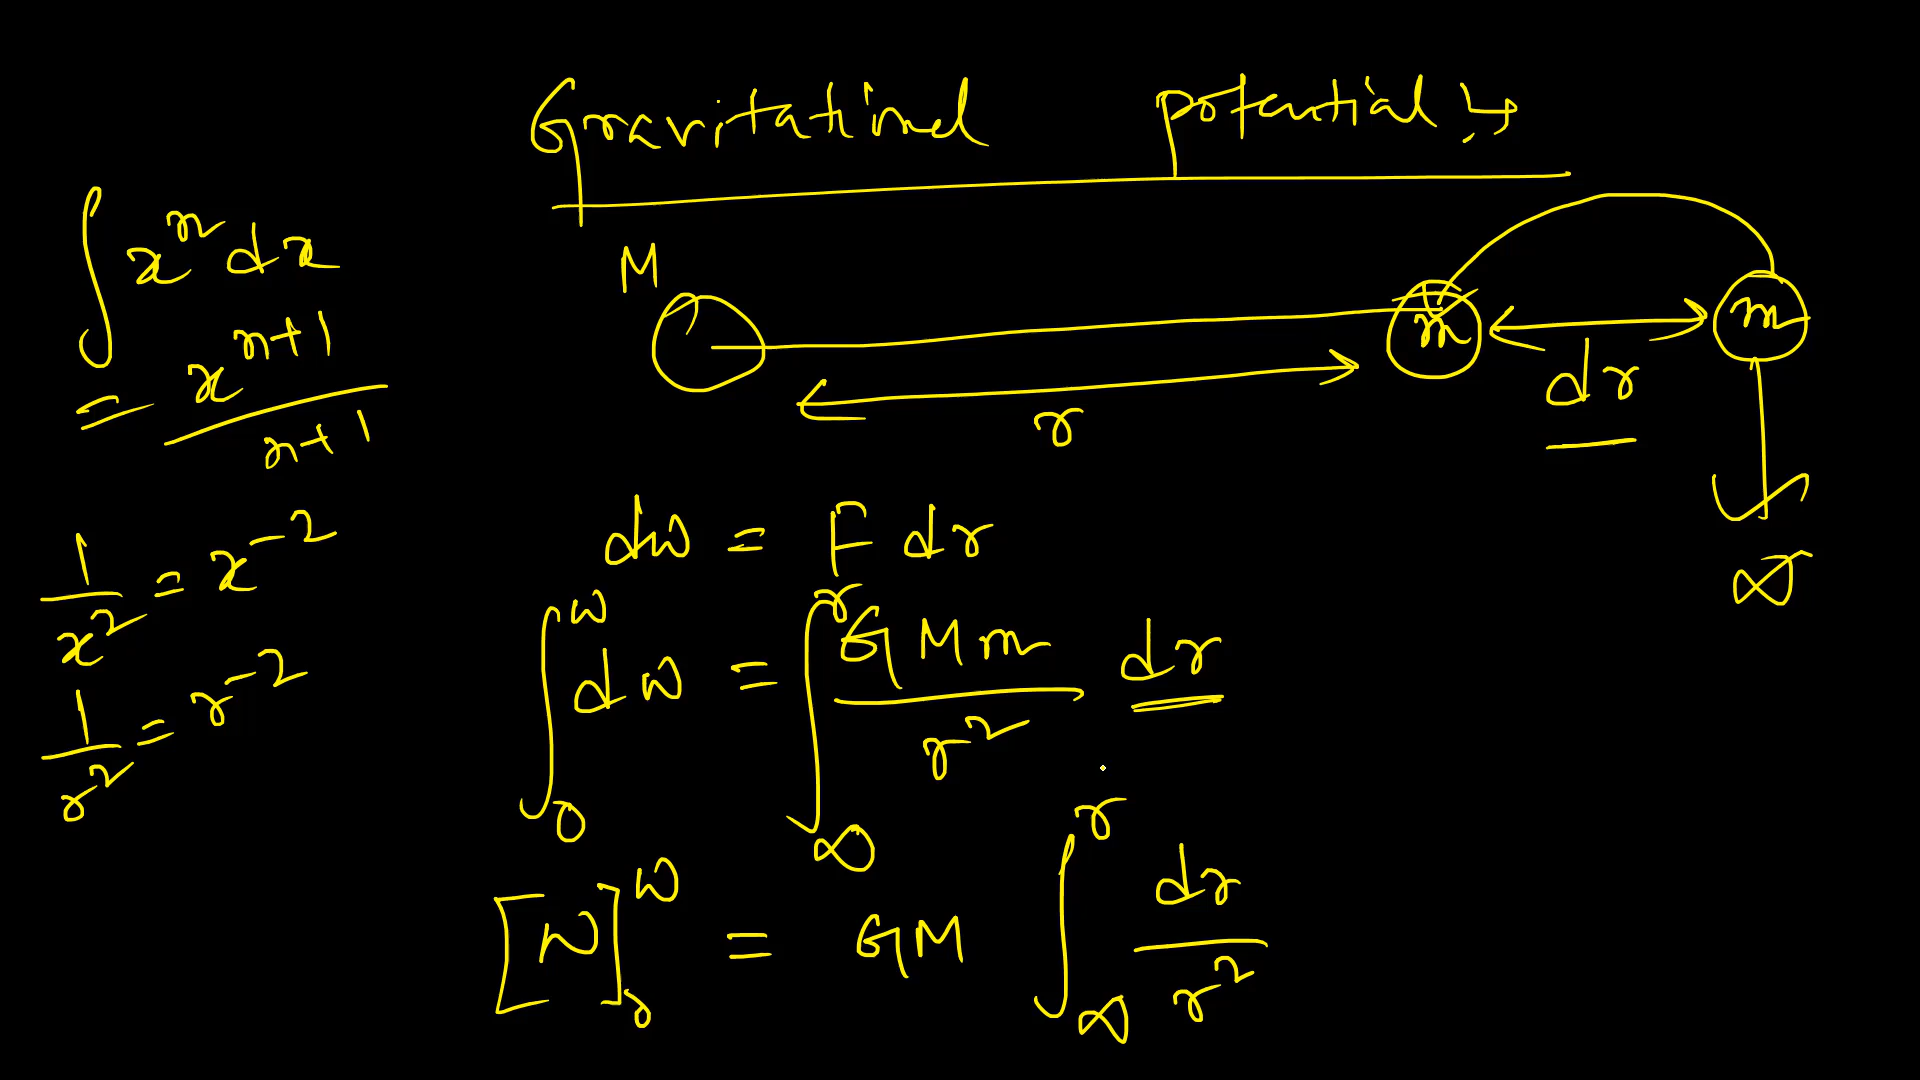 Gravitational potential :→
M
m
m
r
dr
∞
∫ xⁿ dx
= xⁿ⁺¹ / n+1
1/x² = x⁻²
1/r² = r⁻²
dw = F dr
∫₀ʷ dw = ∫_∞^r GMm/r² dr
[W]₀ʷ = GM ∫_∞^r dr/r²